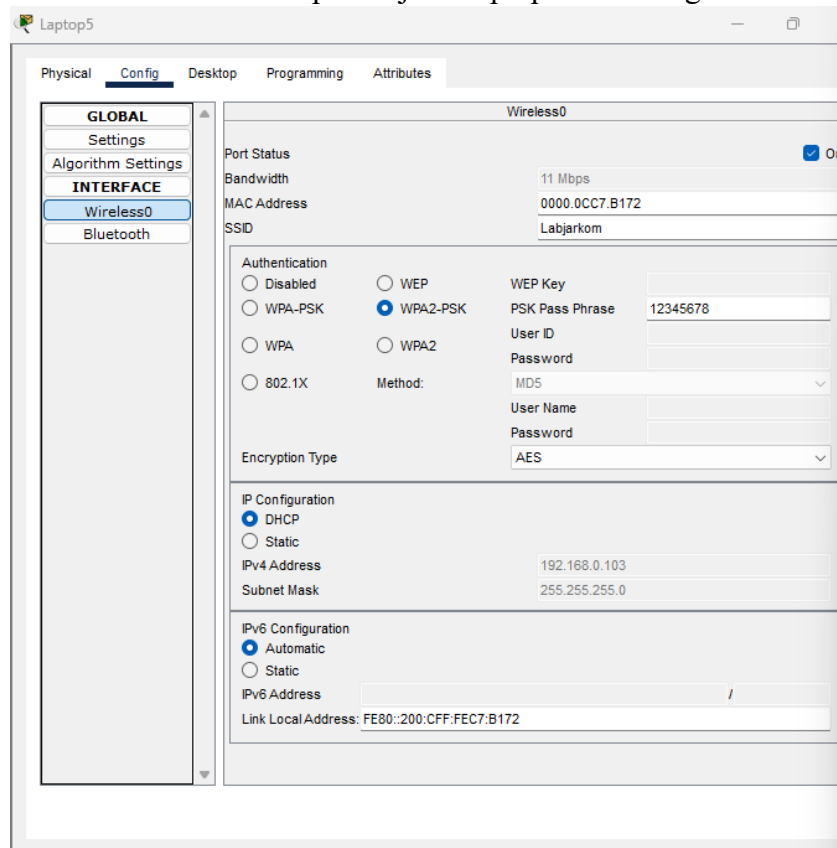 Laptop5
Physical Config Desktop Programming Attributes
GLOBAL
Settings
Algorithm Settings
INTERFACE
Wireless0
Bluetooth
Wireless0
Port Status
Bandwidth 11 Mbps
MAC Address 0000.0CC7.B172
SSID Labjarkom
Authentication
Disabled WEP WEP Key
WPA-PSK WPA2-PSK PSK Pass Phrase 12345678
User ID
WPA WPA2
Password
802.1X Method: MD5
User Name
Password
Encryption Type AES
IP Configuration
DHCP
Static
IPv4 Address 192.168.0.103
Subnet Mask 255.255.255.0
IPv6 Configuration
Automatic
Static
IPv6 Address /
Link Local Address: FE80::200:CFF:FEC7:B172